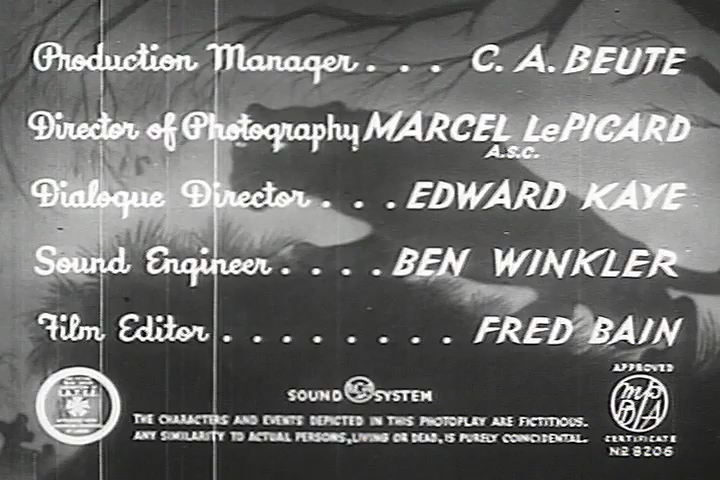 Production Manager . . . C. A. BEUTE
Director of Photography MARCEL LePICARD
A.S.C.
Dialogue Director . . . EDWARD KAYE
Sound Engineer . . . . BEN WINKLER
Film Editor . . . . . . . . FRED BAIN
SOUND RCA SYSTEM
THE CHARACTERS AND EVENTS DEPICTED IN THIS PHOTOPLAY ARE FICTITIOUS.
ANY SIMILARITY TO ACTUAL PERSONS, LIVING OR DEAD, IS PURELY COINCIDENTAL.
I.A.T.S.E.
APPROVED
MPPDA
CERTIFICATE
No 8206